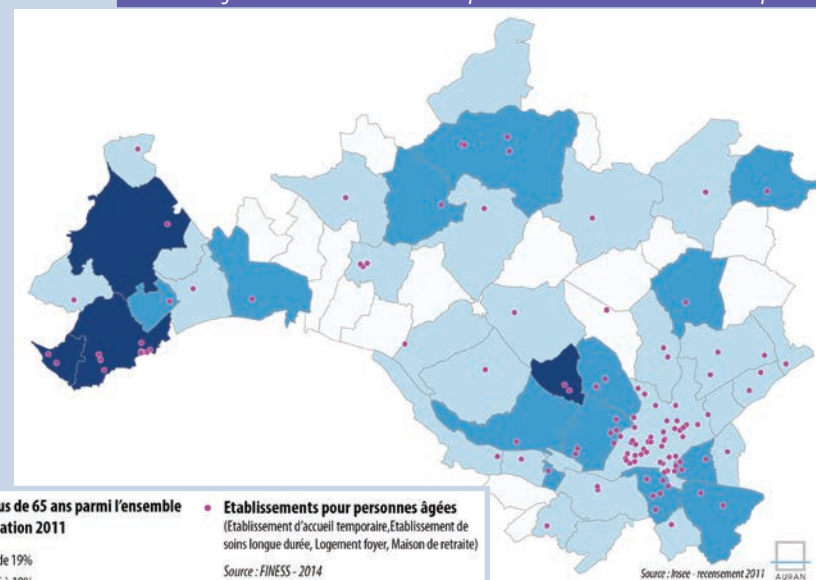 us de 65 ans parmi l'ensemble
ation 2011
de 19%
Etablissements pour personnes âgées
(Etablissement d'accueil temporaire,Etablissement de
soins longue durée, Logement foyer, Maison de retraite)
Source : FINESS - 2014
Source : Insee - recensement 2011
AURAN